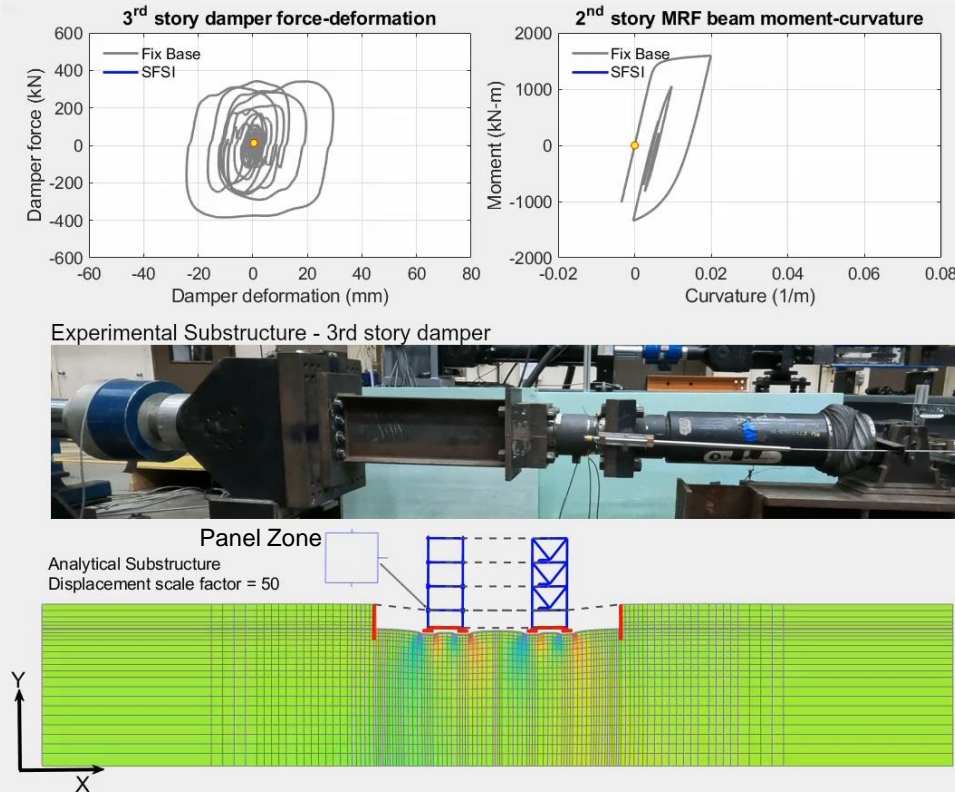 3rd story damper force-deformation
600
400
200
0
-200
-400
-600
-60
-40
-20
0
20
40
60
80
Damper force (kN)
Damper deformation (mm)
Fix Base
SFSI
2nd story MRF beam moment-curvature
2000
1000
0
-1000
-2000
-0.02
0
0.02
0.04
0.06
0.08
Moment (kN-m)
Curvature (1/m)
Fix Base
SFSI
Experimental Substructure - 3rd story damper
Panel Zone
Analytical Substructure
Displacement scale factor = 50
Y
X